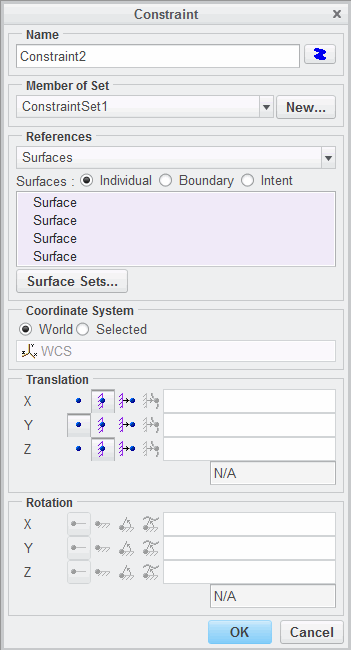 Constraint
Name
Constraint2
Member of Set
ConstraintSet1 New...
References
Surfaces
Surfaces : Individual Boundary Intent
Surface
Surface
Surface
Surface
Surface Sets...
Coordinate System
World Selected
WCS
Translation
X
Y
Z
N/A
Rotation
X
Y
Z
N/A
OK Cancel